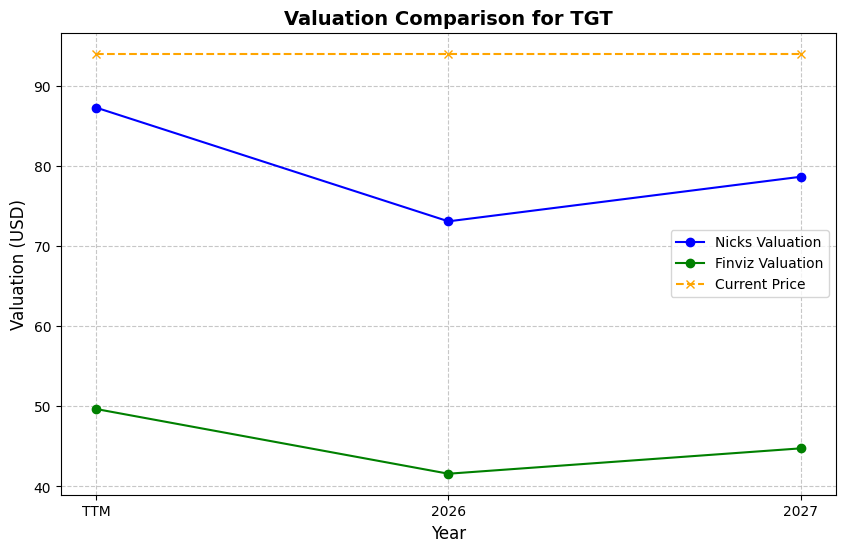 Valuation Comparison for TGT
Valuation (USD)
90
80
70
60
50
40
Nicks Valuation
Finviz Valuation
Current Price
TTM
2026
2027
Year